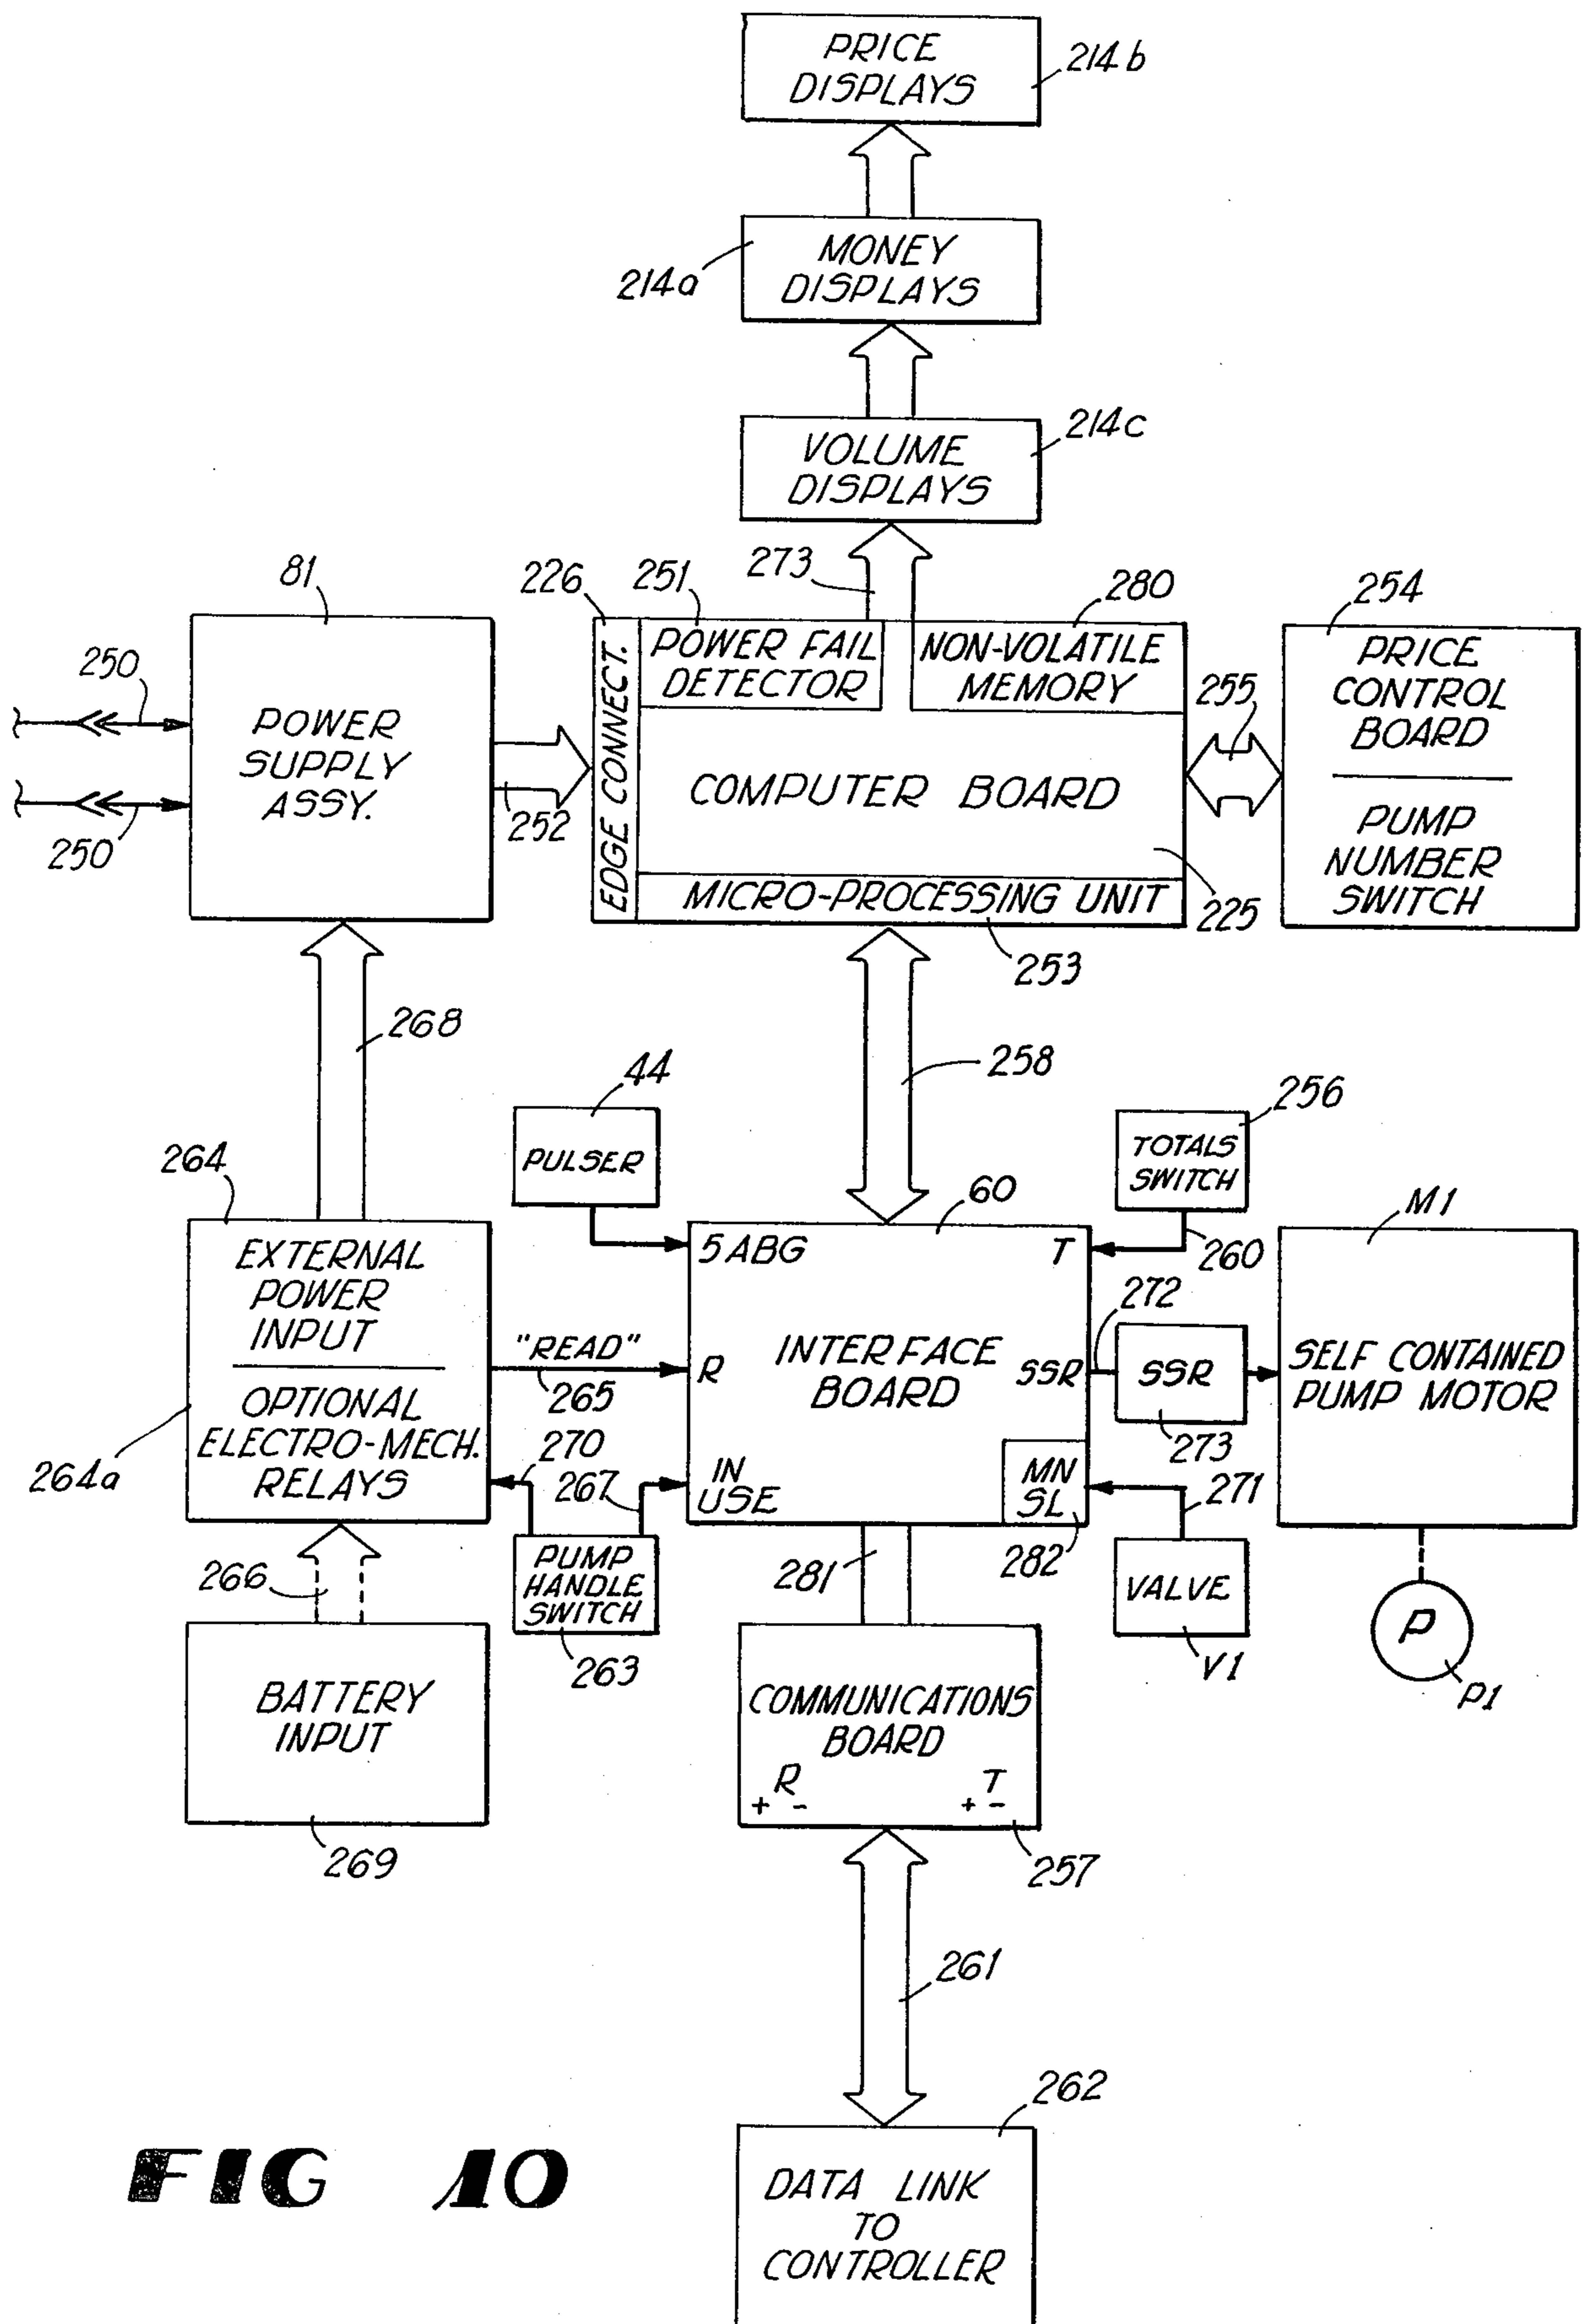 PRICE
DISPLAYS
214b
MONEY
DISPLAYS
214a
VOLUME
DISPLAYS
214c
273
81
POWER
SUPPLY
ASSY.
250
250
252
226
EDGE CONNECT.
251
POWER FAIL
DETECTOR
280
NON-VOLATILE
MEMORY
COMPUTER BOARD
MICRO-PROCESSING UNIT
225
253
255
254
PRICE
CONTROL
BOARD
PUMP
NUMBER
SWITCH
268
258
44
PULSER
256
TOTALS
SWITCH
260
264
EXTERNAL
POWER
INPUT
OPTIONAL
ELECTRO-MECH.
RELAYS
264a
"READ"
265
270
267
60
5ABG
T
R
INTERFACE
BOARD
SSR
IN
USE
MN
SL
282
272
SSR
273
M1
SELF CONTAINED
PUMP MOTOR
271
VALVE
V1
P
P1
PUMP
HANDLE
SWITCH
263
266
BATTERY
INPUT
269
281
COMMUNICATIONS
BOARD
R T
+ - + -
257
261
262
DATA LINK
TO
CONTROLLER
FIG 10